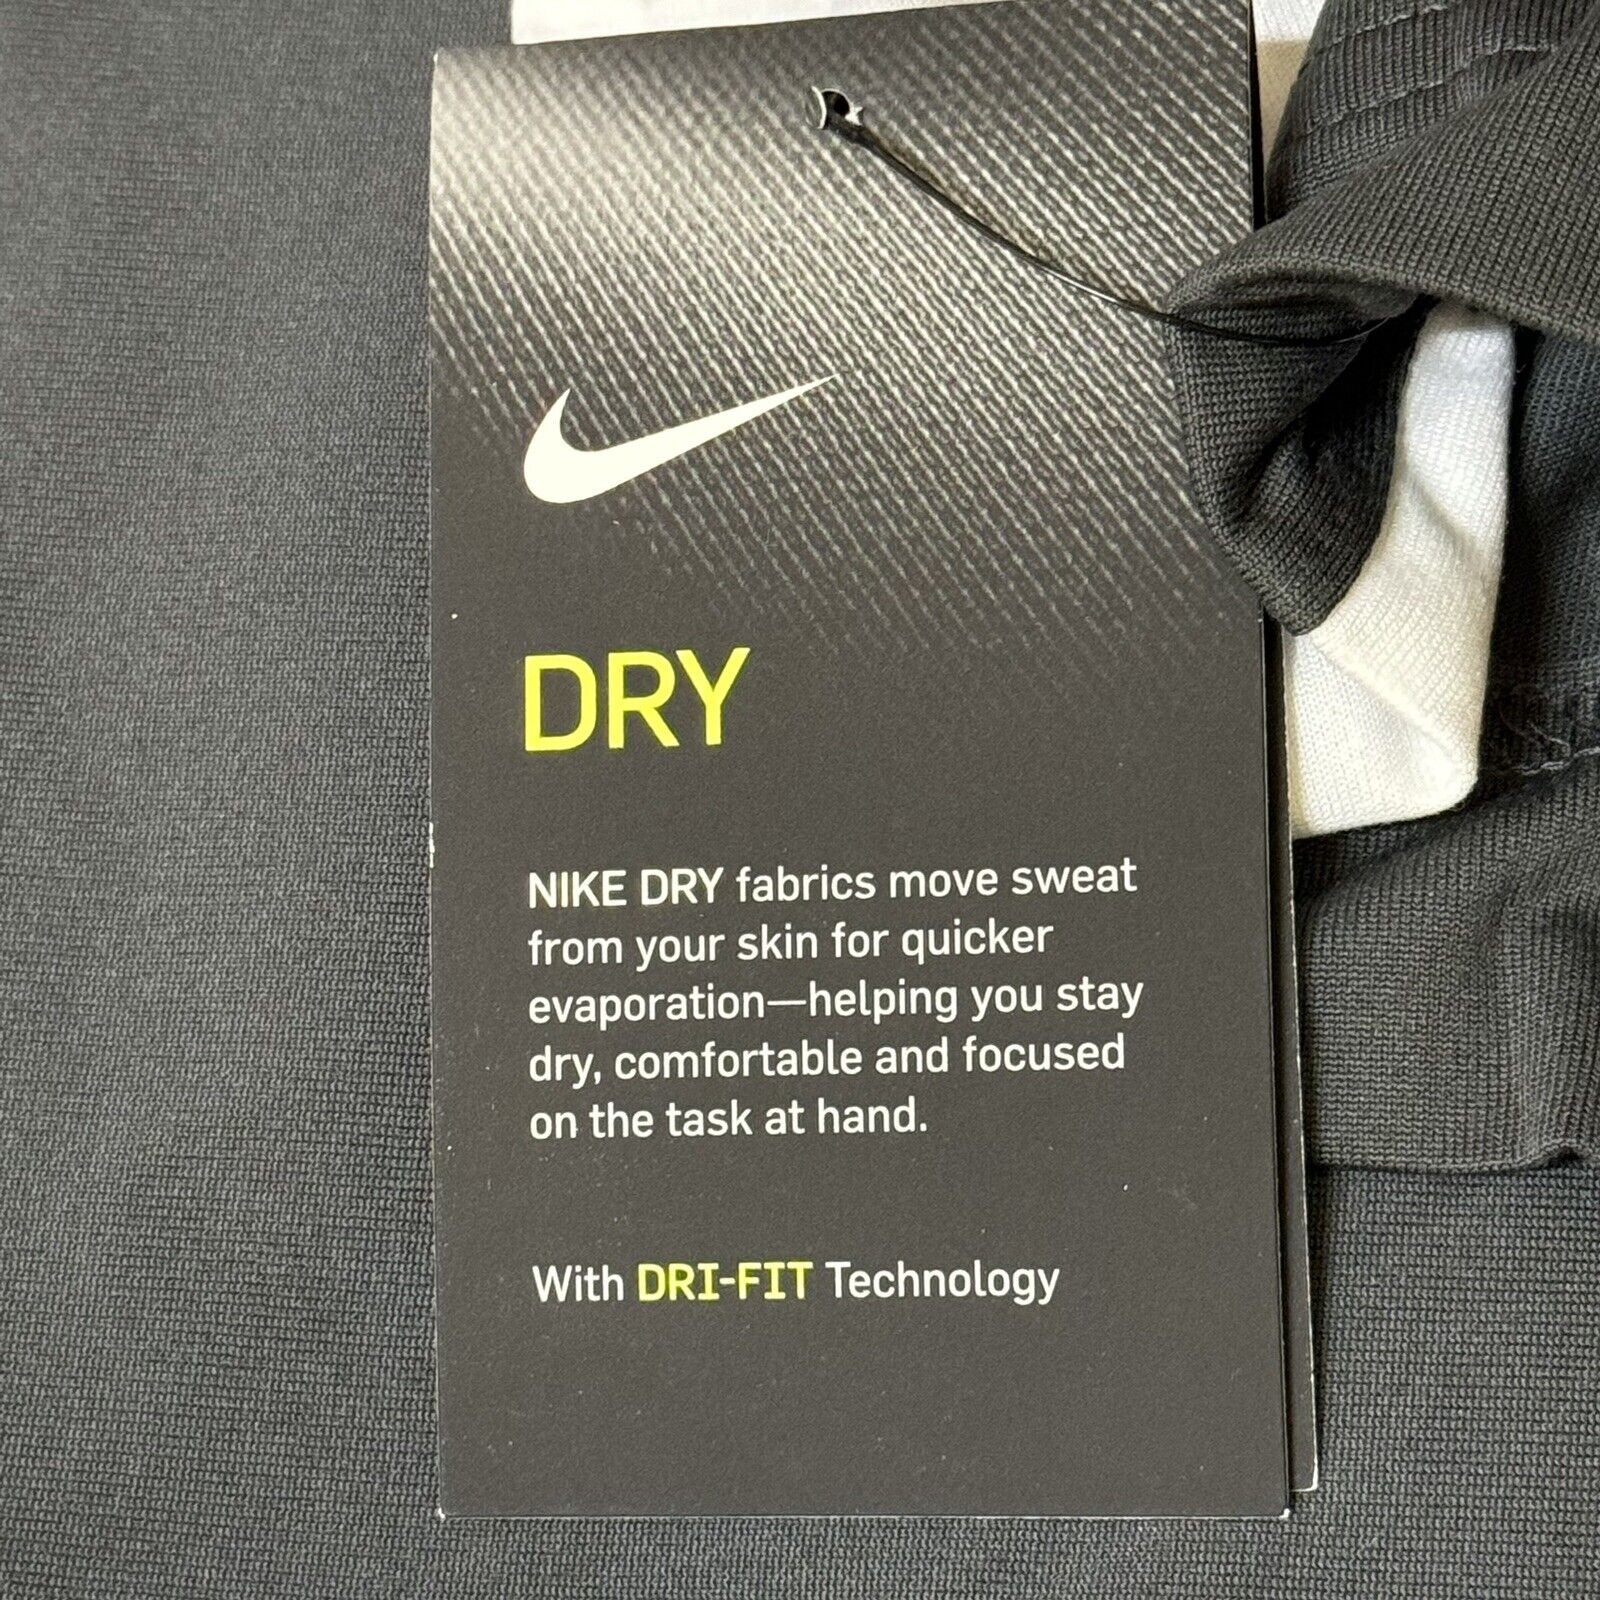 DRY
NIKE DRY fabrics move sweat
from your skin for quicker
evaporation—helping you stay
dry, comfortable and focused
on the task at hand.
With DRI-FIT Technology